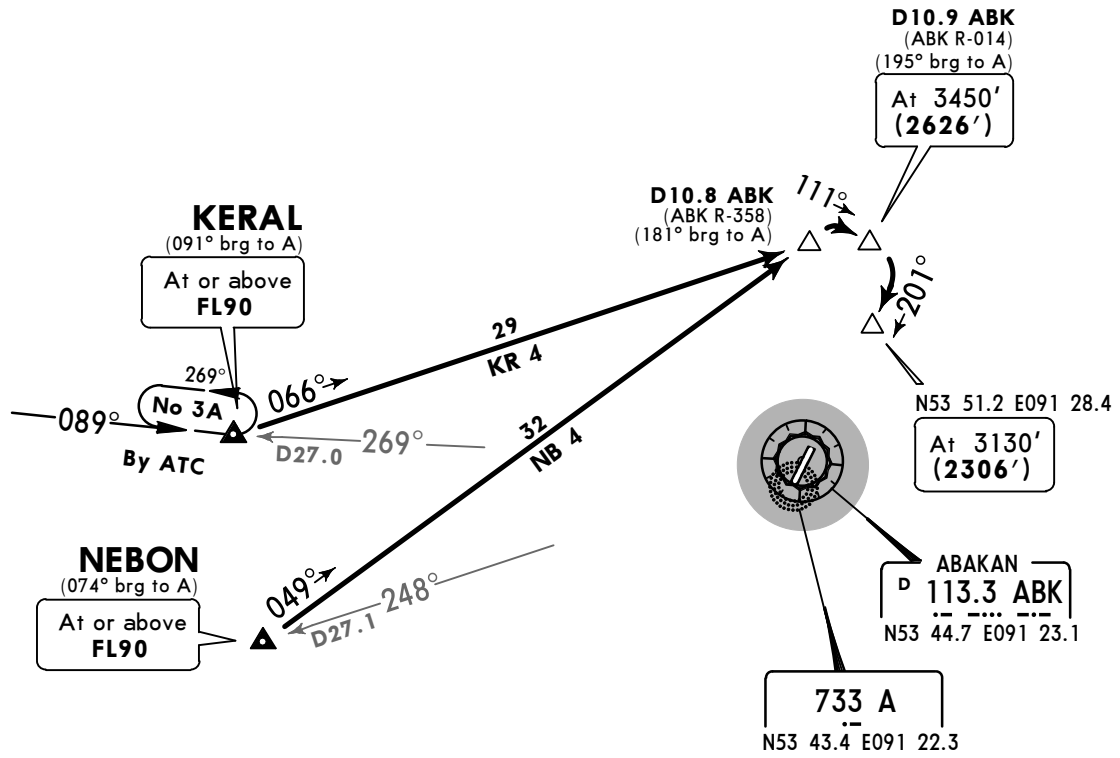 D10.9 ABK
(ABK R-014)
(195° brg to A)
At 3450'
(2626')
111°
D10.8 ABK
(ABK R-358)
(181° brg to A)
201°
KERAL
(091° brg to A)
At or above
FL90
269°
No 3A
089°
By ATC
066°
29
KR 4
D27.0
269°
32
NB 4
N53 51.2 E091 28.4
At 3130'
(2306')
NEBON
(074° brg to A)
At or above
FL90
049°
248°
D27.1
ABAKAN
D 113.3 ABK
N53 44.7 E091 23.1
733 A
N53 43.4 E091 22.3